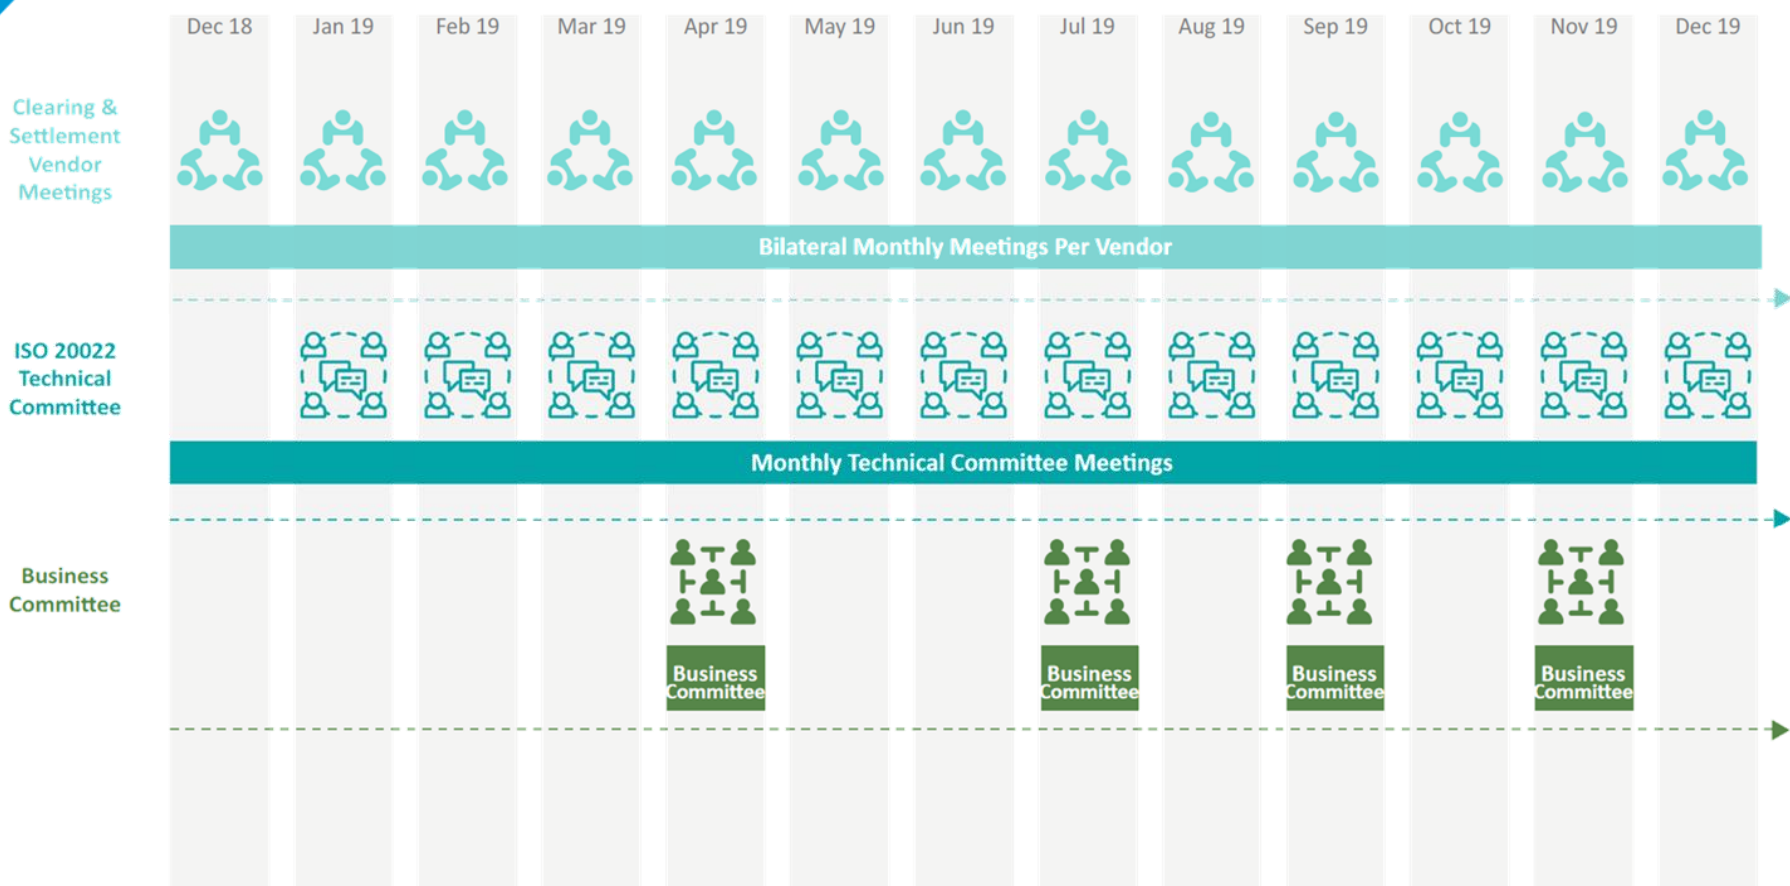 Dec 18
Jan 19
Feb 19
Mar 19
Apr 19
May 19
Jun 19
Jul 19
Aug 19
Sep 19
Oct 19
Nov 19
Dec 19
Clearing &
Settlement
Vendor
Meetings
Bilateral Monthly Meetings Per Vendor
ISO 20022
Technical
Committee
Monthly Technical Committee Meetings
Business
Committee
Business
Committee
Business
Committee
Business
Committee
Business
Committee